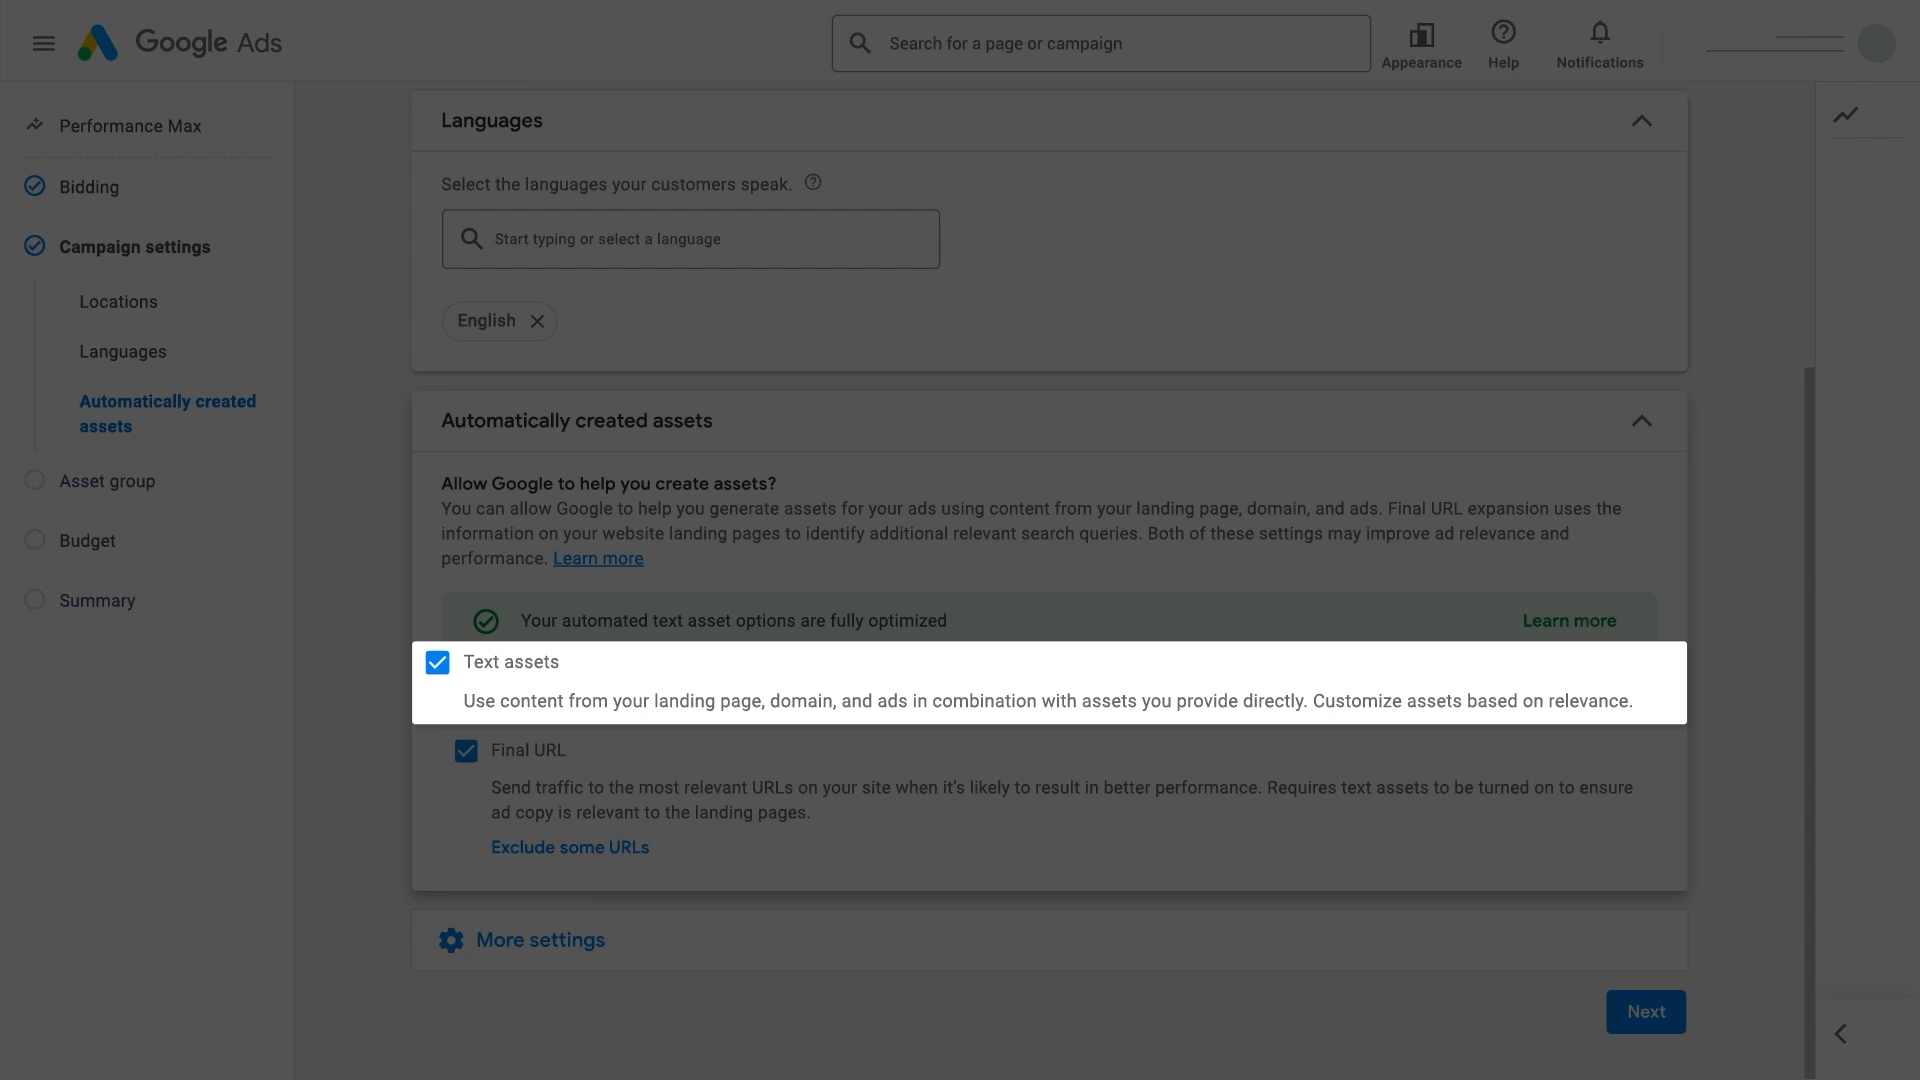 Google Ads
Search for a page or campaign
Appearance
Help
Notifications
Performance Max
Bidding
Campaign settings
Locations
Languages
Automatically created
assets
Asset group
Budget
Summary
Languages
Select the languages your customers speak.
Start typing or select a language
English
Automatically created assets
Allow Google to help you create assets?
You can allow Google to help you generate assets for your ads using content from your landing page, domain, and ads. Final URL expansion uses the
information on your website landing pages to identify additional relevant search queries. Both of these settings may improve ad relevance and
performance. Learn more
Your automated text asset options are fully optimized
Learn more
Text assets
Use content from your landing page, domain, and ads in combination with assets you provide directly. Customize assets based on relevance.
Final URL
Send traffic to the most relevant URLs on your site when it's likely to result in better performance. Requires text assets to be turned on to ensure
ad copy is relevant to the landing pages.
Exclude some URLs
More settings
Next